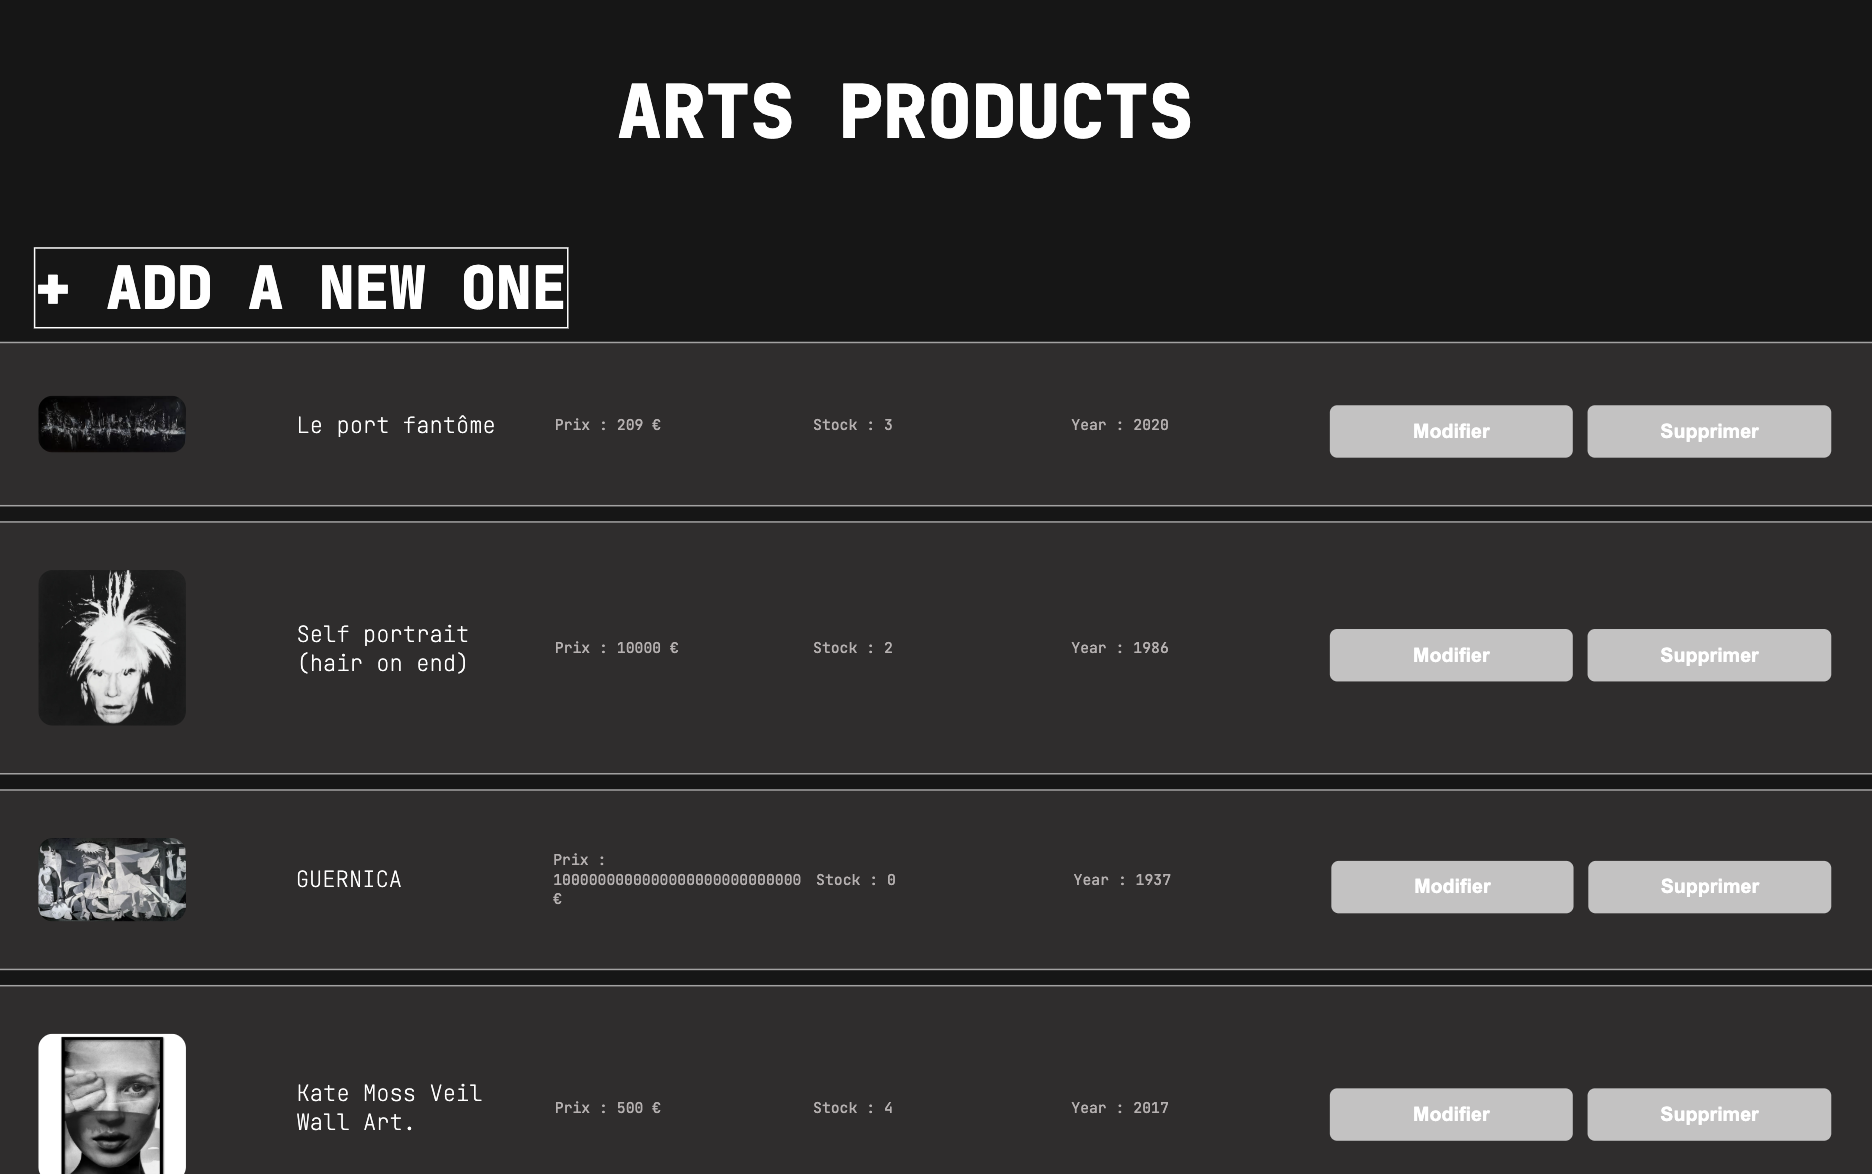 ARTS PRODUCTS
+ ADD A NEW ONE
Le port fantôme
Prix : 209 €
Stock : 3
Year : 2020
Modifier
Supprimer
Self portrait
(hair on end)
Prix : 10000 €
Stock : 2
Year : 1986
Modifier
Supprimer
GUERNICA
Prix :
1000000000000000000000000000
€
Stock : 0
Year : 1937
Modifier
Supprimer
Kate Moss Veil
Wall Art.
Prix : 500 €
Stock : 4
Year : 2017
Modifier
Supprimer